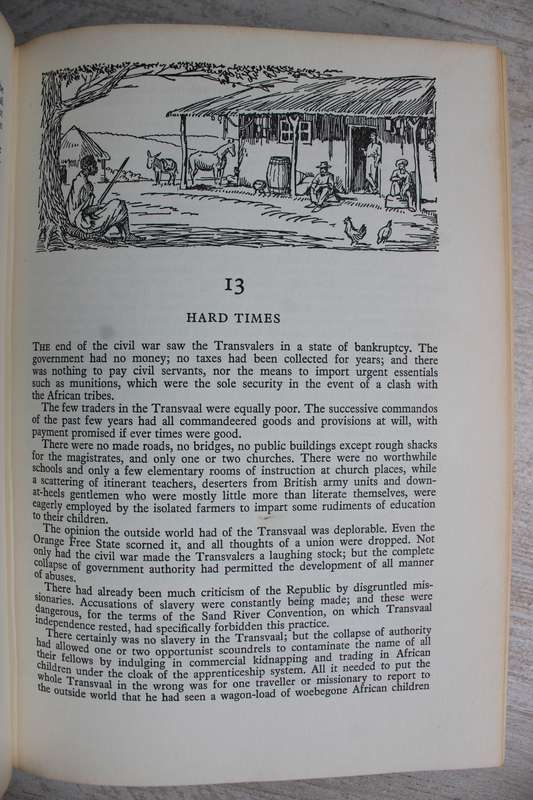 13
HARD TIMES
THE end of the civil war saw the Transvalers in a state of bankruptcy. The
government had no money; no taxes had been collected for years; and there
was nothing to pay civil servants, nor the means to import urgent essentials
such as munitions, which were the sole security in the event of a clash with
the African tribes.
The few traders in the Transvaal were equally poor. The successive commandos
of the past few years had all commandeered goods and provisions at will, with
payment promised if ever times were good.
There were no made roads, no bridges, no public buildings except rough shacks
for the magistrates, and only one or two churches. There were no worthwhile
schools and only a few elementary rooms of instruction at church places, while
a scattering of itinerant teachers, deserters from British army units and down-
at-heels gentlemen who were mostly little more than literate themselves, were
eagerly employed by the isolated farmers to impart some rudiments of education
to their children.
The opinion the outside world had of the Transvaal was deplorable. Even the
Orange Free State scorned it, and all thoughts of a union were dropped. Not
only had the civil war made the Transvalers a laughing stock; but the complete
collapse of government authority had permitted the development of all manner
of abuses.
There had already been much criticism of the Republic by disgruntled mis-
sionaries. Accusations of slavery were constantly being made; and these were
dangerous, for the terms of the Sand River Convention, on which Transvaal
independence rested, had specifically forbidden this practice.
There certainly was no slavery in the Transvaal; but the collapse of authority
had allowed one or two opportunist scoundrels to contaminate the name of all
their fellows by indulging in commercial kidnapping and trading in African
children under the cloak of the apprenticeship system. All it needed to put the
whole Transvaal in the wrong was for one traveller or missionary to report to
the outside world that he had seen a wagon-load of woebegone African children